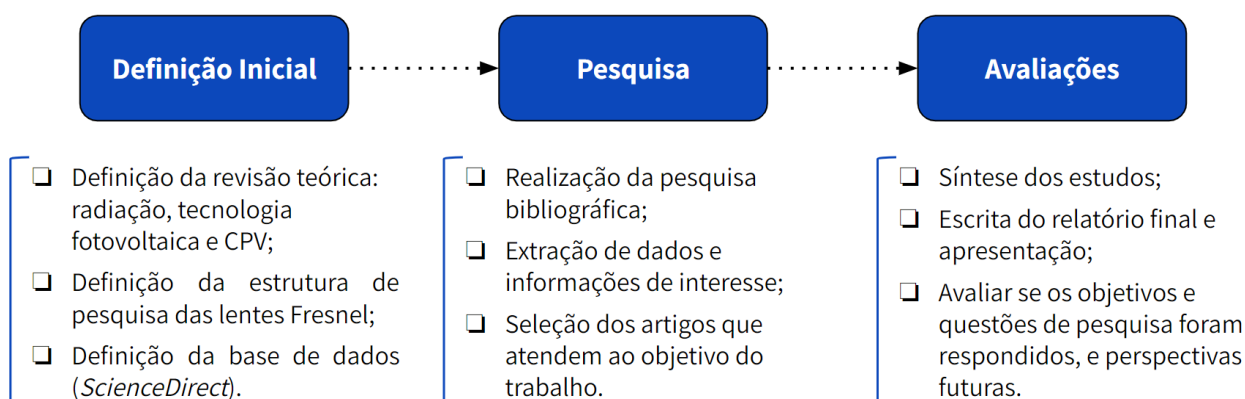 Definição Inicial
Pesquisa
Avaliações
❏ Definição da revisão teórica:
radiação, tecnologia
fotovoltaica e CPV;
❏ Definição da estrutura de
pesquisa das lentes Fresnel;
❏ Definição da base de dados
(ScienceDirect).
❏ Realização da pesquisa
bibliográfica;
❏ Extração de dados e
informações de interesse;
❏ Seleção dos artigos que
atendem ao objetivo do
trabalho.
❏ Síntese dos estudos;
❏ Escrita do relatório final e
apresentação;
❏ Avaliar se os objetivos e
questões de pesquisa foram
respondidos, e perspectivas
futuras.